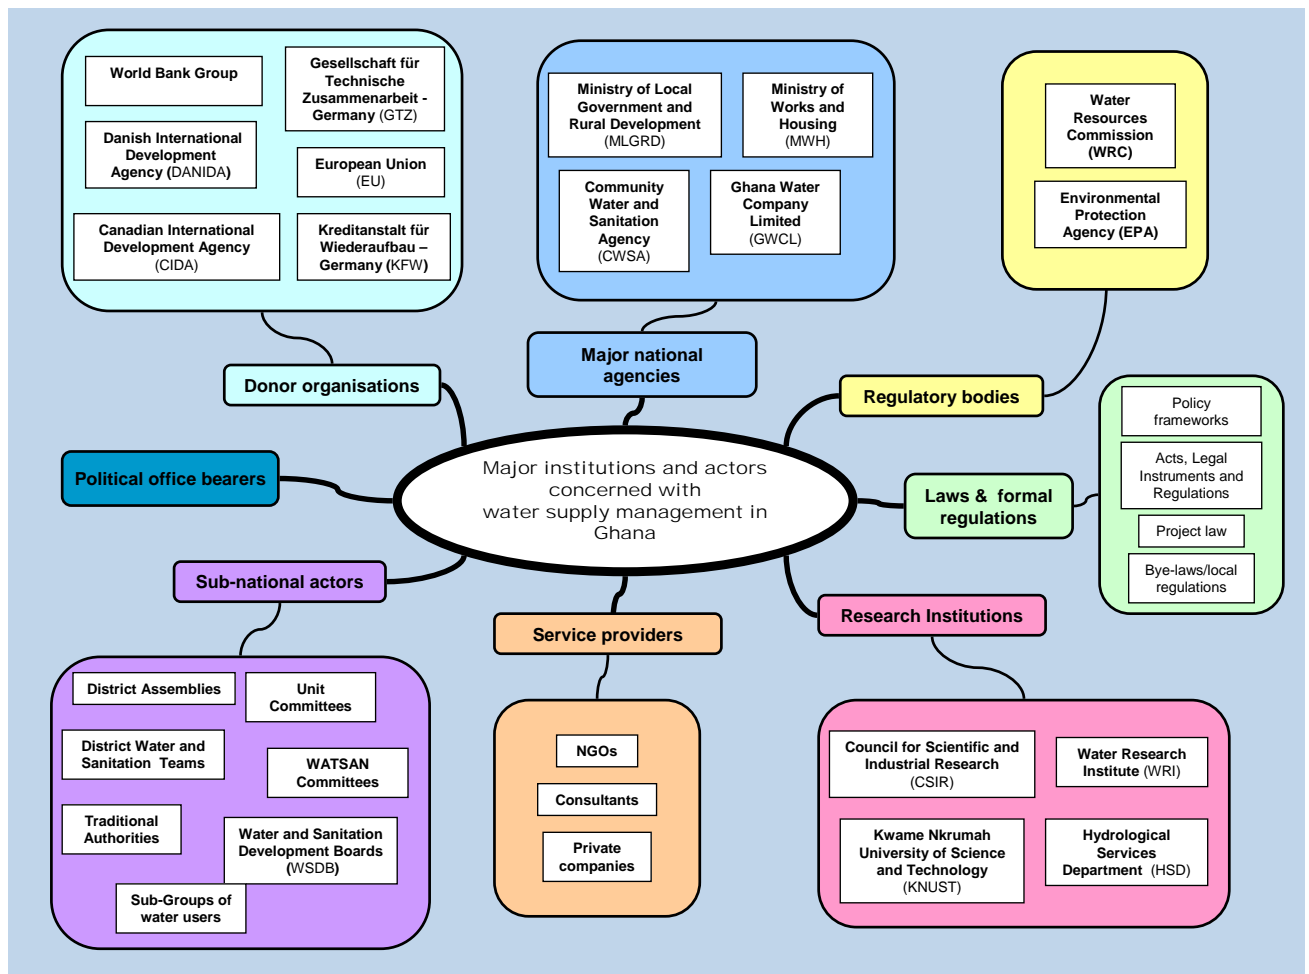 World Bank Group
Gesellschaft für
Technische
Zusammenarbeit -
Germany (GTZ)
Danish International
Development
Agency (DANIDA)
European Union
(EU)
Canadian International
Development Agency
(CIDA)
Kreditanstalt für
Wiederaufbau –
Germany (KFW)
Donor organisations
Ministry of Local
Government and
Rural Development
(MLGRD)
Ministry of
Works and
Housing
(MWH)
Community
Water and
Sanitation
Agency
(CWSA)
Ghana Water
Company
Limited
(GWCL)
Major national
agencies
Water
Resources
Commission
(WRC)
Environmental
Protection
Agency (EPA)
Regulatory bodies
Policy
frameworks
Acts, Legal
Instruments and
Regulations
Project law
Bye-laws/local
regulations
Laws &  formal
regulations
Political office bearers
Major institutions and actors
concerned with
water supply management in
Ghana
Sub-national actors
Service providers
Research Institutions
District Assemblies
Unit
Committees
District Water and
Sanitation  Teams
WATSAN
Committees
Traditional
Authorities
Water and Sanitation
Development Boards
(WSDB)
Sub-Groups of
water users
NGOs
Consultants
Private
companies
Council for Scientific and
Industrial Research
(CSIR)
Water Research
Institute (WRI)
Kwame Nkrumah
University of Science
and Technology
(KNUST)
Hydrological
Services
Department  (HSD)